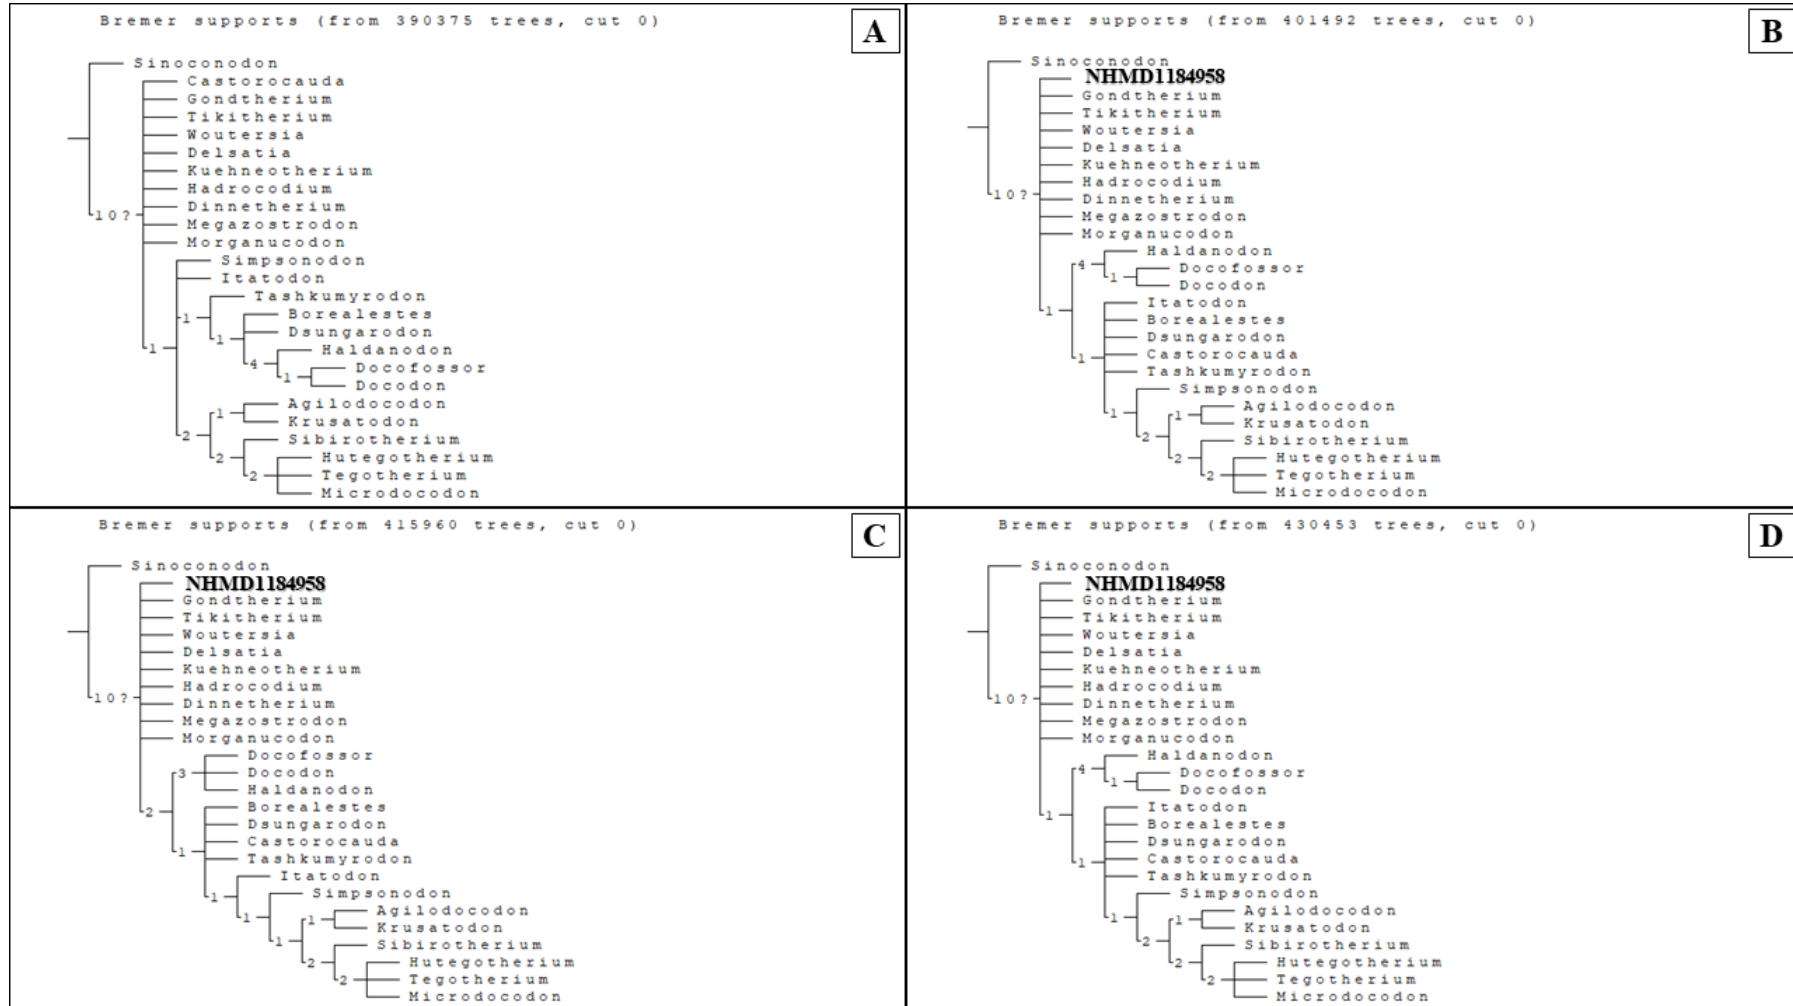 Bremer supports (from 390375 trees, cut 0)
A
Sinoconodon
Castorocauda
Gondtherium
Tikitherium
Woutersia
Delsatia
Kuehneotherium
Hadrocodium
Dinnetherium
10?
Megazostrodon
Morganucodon
Simpsonodon
Itatodon
Tashkumyrodon
1
Borealestes
Dsungarodon
1
1
Haldanodon
4
Docofossor
1
Docodon
Agilodocodon
1
Krusatodon
2
Sibirotherium
2
Hutegotherium
2
Tegotherium
Microdocodon
Bremer supports (from 401492 trees, cut 0)
B
Sinoconodon
NHMD1184958
Gondtherium
Tikitherium
Woutersia
Delsatia
Kuehneotherium
Hadrocodium
10?
Dinnetherium
Megazostrodon
Morganucodon
Haldanodon
4
Docofossor
1
Docodon
Itatodon
1
Borealestes
Dsungarodon
1
Castorocauda
Tashkumyrodon
Simpsonodon
1
Agilodocodon
1
Krusatodon
2
Sibirotherium
2
Hutegotherium
2
Tegotherium
Microdocodon
Bremer supports (from 415960 trees, cut 0)
C
Sinoconodon
NHMD1184958
Gondtherium
Tikitherium
Woutersia
Delsatia
Kuehneotherium
Hadrocodium
10?
Dinnetherium
Megazostrodon
Morganucodon
Docofossor
3
Docodon
Haldanodon
2
Borealestes
Dsungarodon
Castorocauda
1
Tashkumyrodon
Itatodon
1
Simpsonodon
1
Agilodocodon
1
Krusatodon
1
Sibirotherium
2
Hutegotherium
2
Tegotherium
Microdocodon
Bremer supports (from 430453 trees, cut 0)
D
Sinoconodon
NHMD1184958
Gondtherium
Tikitherium
Woutersia
Delsatia
Kuehneotherium
Hadrocodium
10?
Dinnetherium
Megazostrodon
Morganucodon
Haldanodon
4
Docofossor
1
Docodon
Itatodon
1
Borealestes
Dsungarodon
1
Castorocauda
Tashkumyrodon
Simpsonodon
1
Agilodocodon
1
Krusatodon
2
Sibirotherium
2
Hutegotherium
2
Tegotherium
Microdocodon